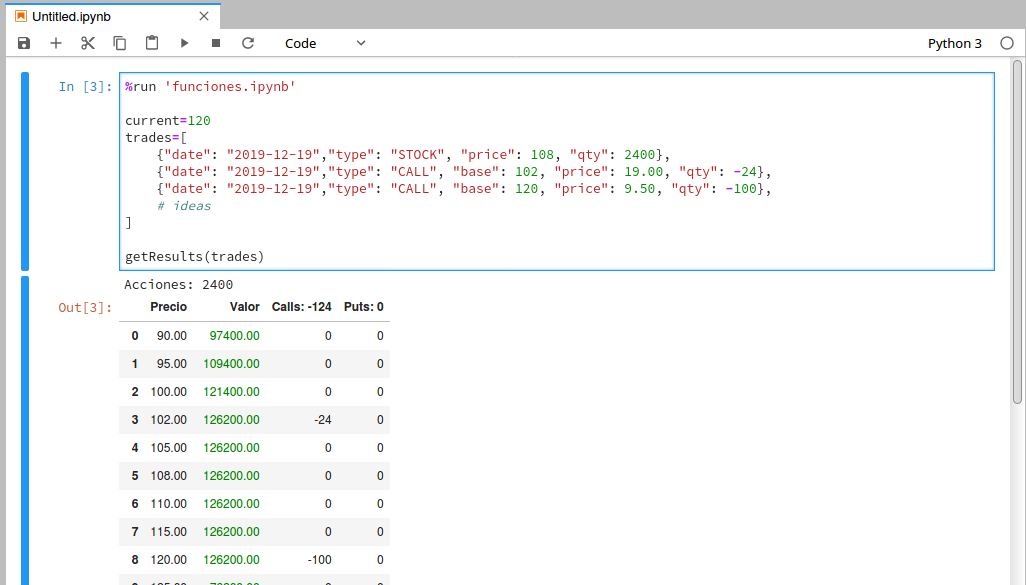 Untitled.ipynb
Code
Python 3
In [3]:
%run 'funciones.ipynb'
current=120
trades=[
{"date": "2019-12-19","type": "STOCK", "price": 108, "qty": 2400},
{"date": "2019-12-19","type": "CALL", "base": 102, "price": 19.00, "qty": -24},
{"date": "2019-12-19","type": "CALL", "base": 120, "price": 9.50, "qty": -100},
# ideas
]
getResults(trades)
Acciones: 2400
Out[3]:
Precio Valor Calls: -124 Puts: 0
0 90.00 97400.00 0 0
1 95.00 109400.00 0 0
2 100.00 121400.00 0 0
3 102.00 126200.00 -24 0
4 105.00 126200.00 0 0
5 108.00 126200.00 0 0
6 110.00 126200.00 0 0
7 115.00 126200.00 0 0
8 120.00 126200.00 -100 0